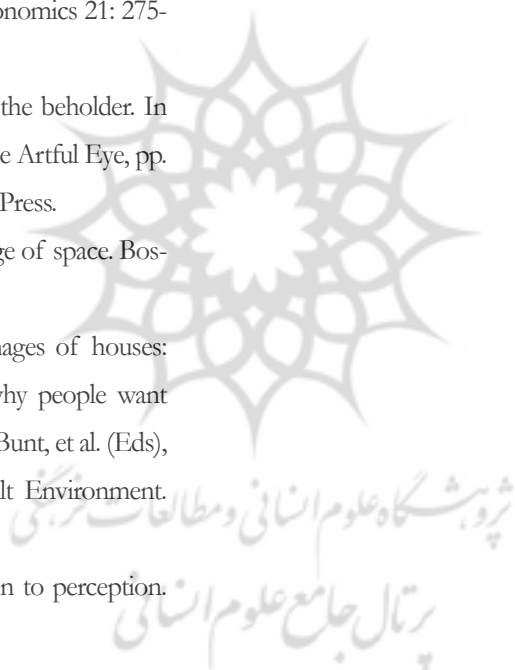 onomics 21: 275-
the beholder. In
e Artful Eye, pp.
Press.
ge of space. Bos-
nages of houses:
vhy people want
Bunt, et al. (Eds),
lt Environment.
پژوهشگاه علوم انسانی و مطالعات فرهنگی
n to perception.
پرتال جامع علوم انسانی